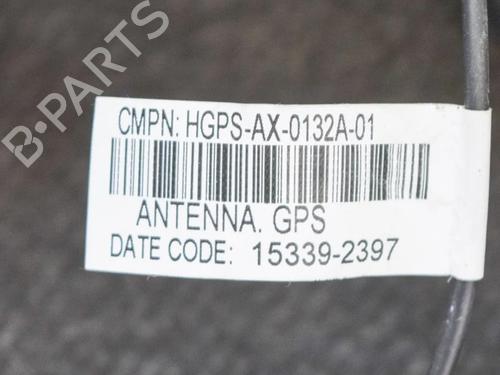 CMPN: HGPS-AX-0132A-01
ANTENNA. GPS
DATE CODE: 15339-2397
B-PARTS